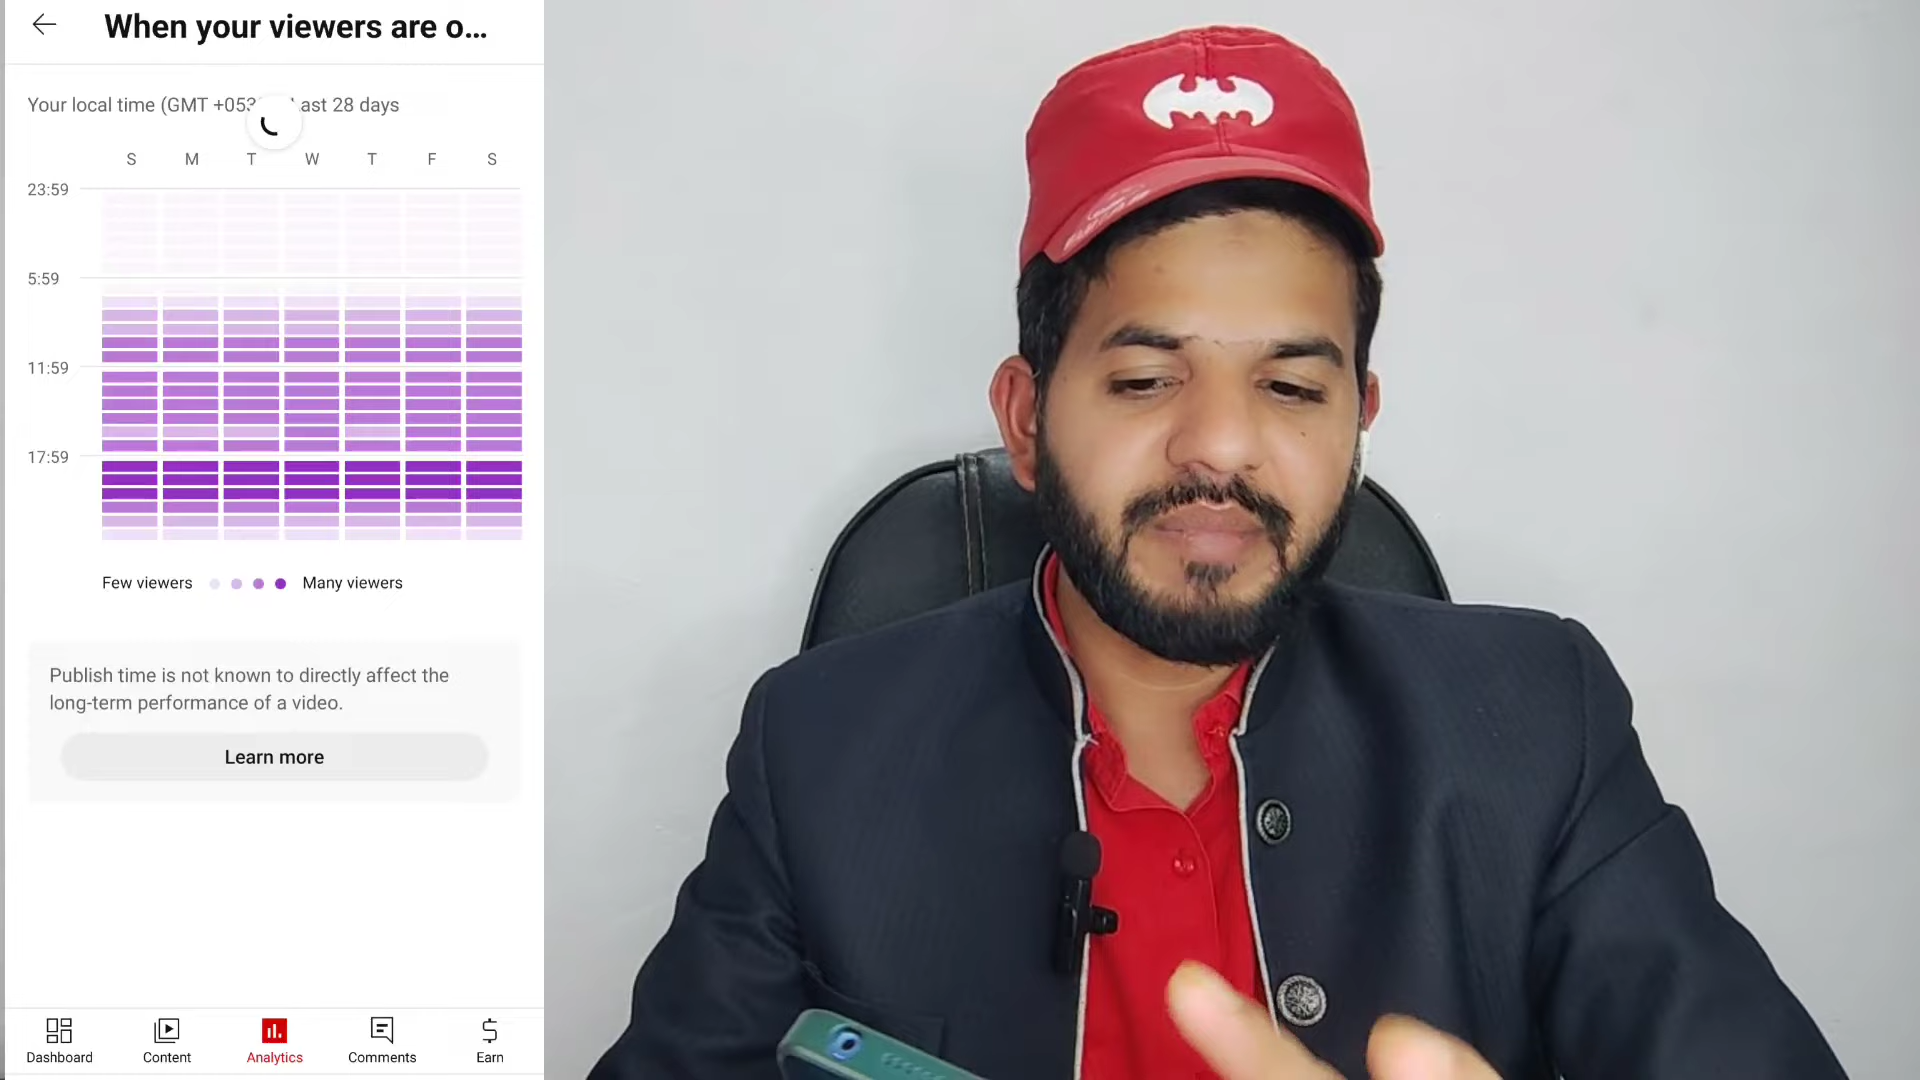 When your viewers are o...
Your local time (GMT +053 Last 28 days
S M T W T F S
23:59
5:59
11:59
17:59
Few viewers Many viewers
Publish time is not known to directly affect the
long-term performance of a video.
Learn more
Dashboard Content Analytics Comments Earn